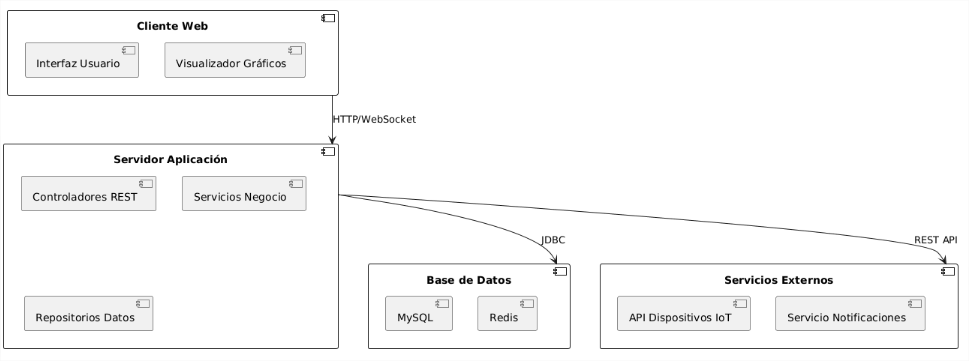 Cliente Web
Interfaz Usuario
Visualizador Gráficos
HTTP/WebSocket
Servidor Aplicación
Controladores REST
Servicios Negocio
JDBC
REST API
Base de Datos
Servicios Externos
Repositorios Datos
MySQL
Redis
API Dispositivos IoT
Servicio Notificaciones